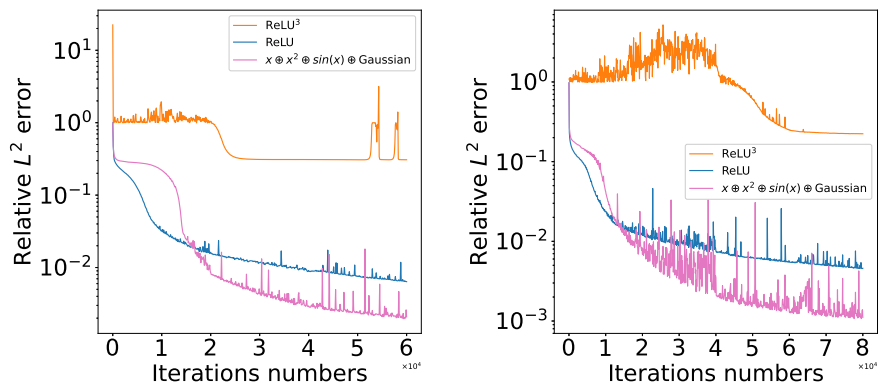 Relative L² error
10¹
10⁰
10⁻¹
10⁻²
ReLU³
ReLU
x ⊕ x² ⊕ sin(x) ⊕ Gaussian
0 1 2 3 4 5 6
×10⁴
Iterations numbers
Relative L² error
10⁰
10⁻¹
10⁻²
10⁻³
ReLU³
ReLU
x ⊕ x² ⊕ sin(x) ⊕ Gaussian
0 1 2 3 4 5 6 7 8
×10⁴
Iterations numbers